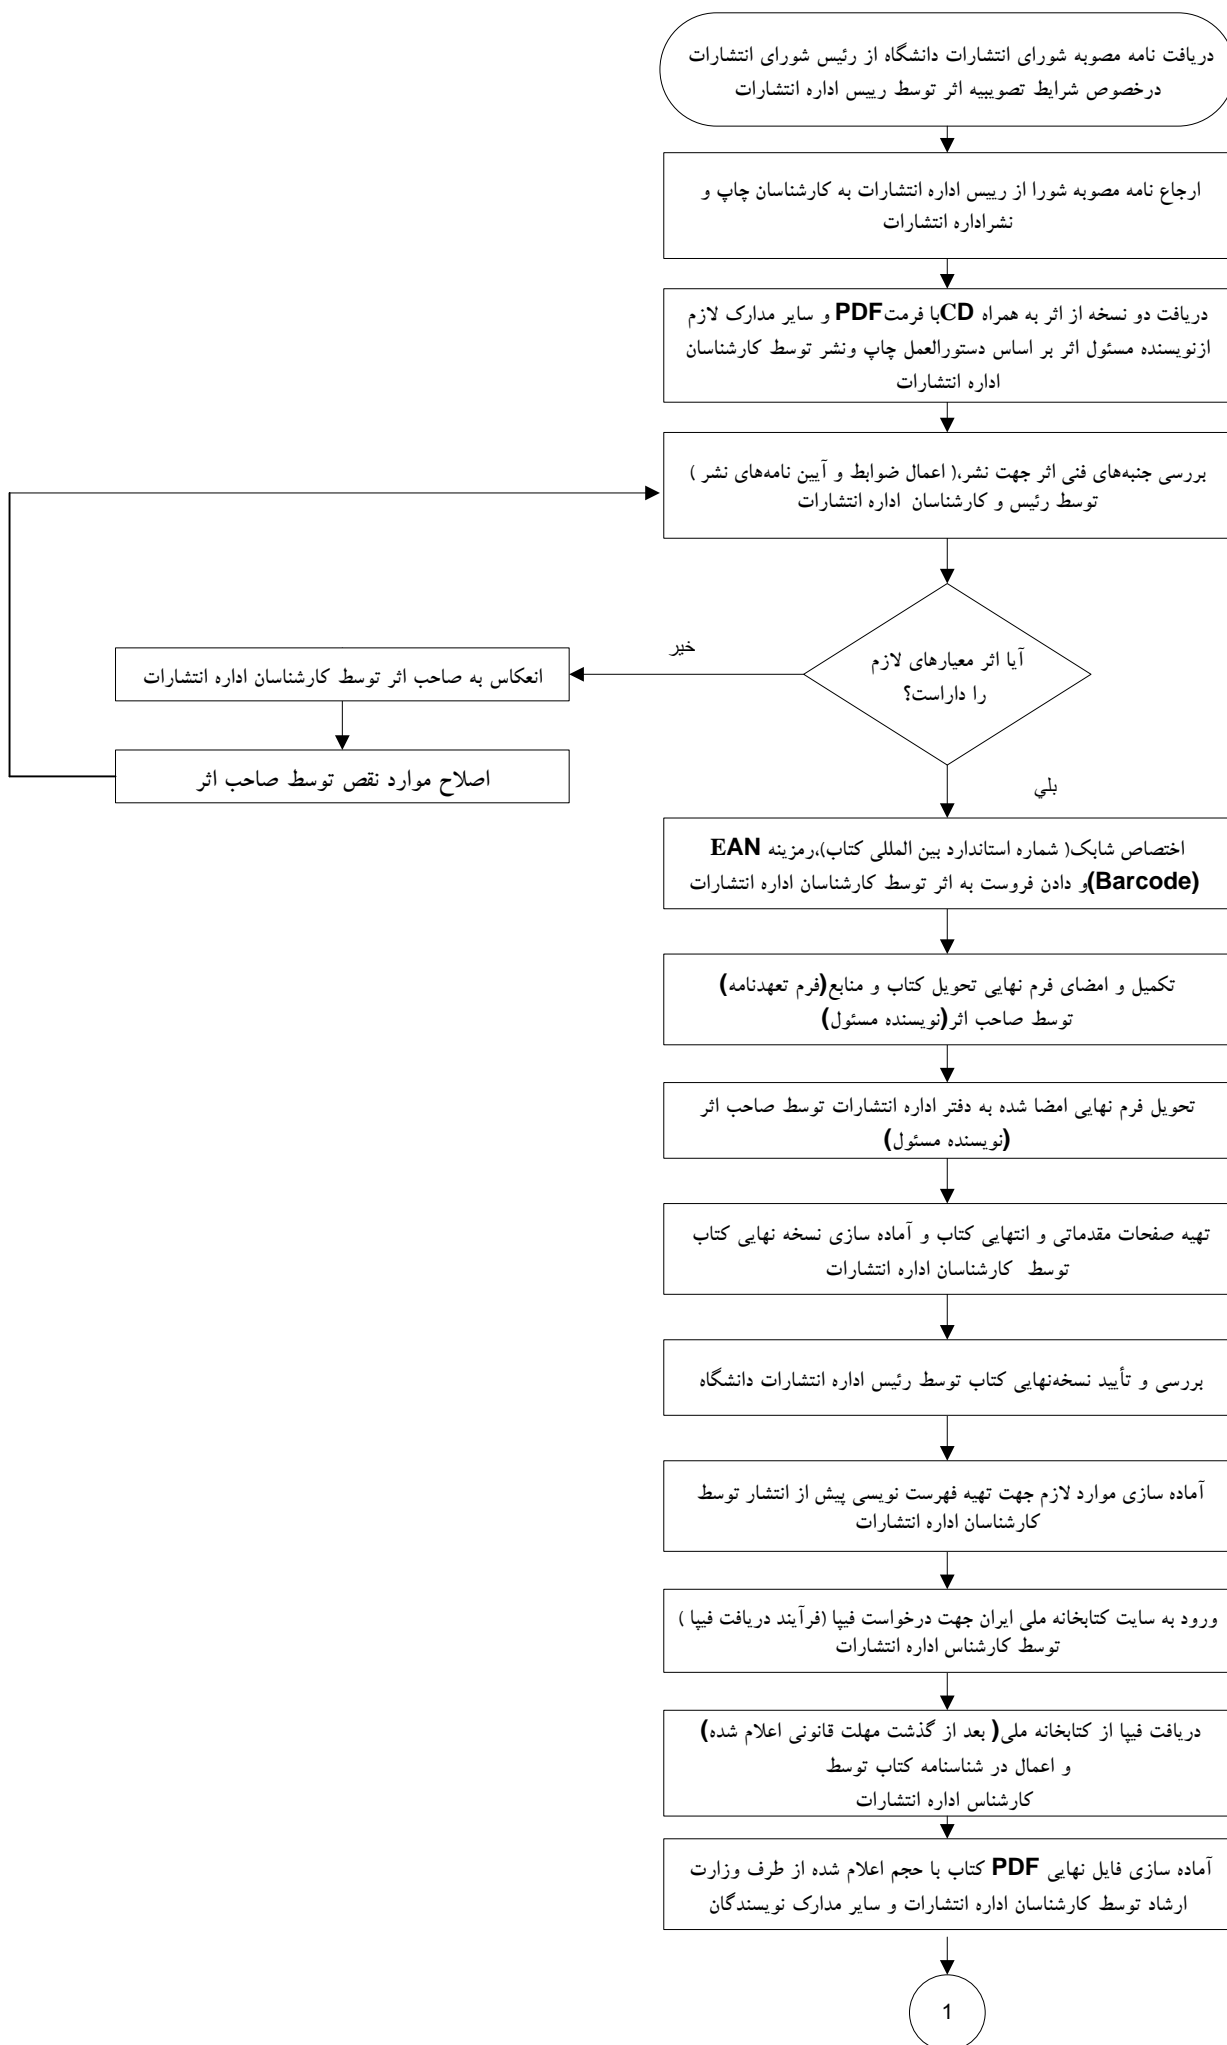 دریافت نامه مصوبه شورای انتشارات دانشگاه از رئیس شورای انتشارات
درخصوص شرایط تصویبیه اثر توسط رییس اداره انتشارات
ارجاع نامه مصوبه شورا از رییس اداره انتشارات به کارشناسان چاپ و
نشراداره انتشارات
دریافت دو نسخه از اثر به همراه CDبا فرمتPDF و سایر مدارک لازم
ازنویسنده مسئول اثر بر اساس دستورالعمل چاپ ونشر توسط کارشناسان
اداره انتشارات
بررسی جنبه‌های فنی اثر جهت نشر،( اعمال ضوابط و آیین نامه‌های نشر )
توسط رئیس و کارشناسان اداره انتشارات
آیا اثر معیارهای لازم
را داراست؟
خیر
انعکاس به صاحب اثر توسط کارشناسان اداره انتشارات
اصلاح موارد نقص توسط صاحب اثر
بلي
اختصاص شابک( شماره استاندارد بین المللی کتاب)،رمزینه EAN
(Barcode)و دادن فروست به اثر توسط کارشناسان اداره انتشارات
تکمیل و امضای فرم نهایی تحویل کتاب و منابع(فرم تعهدنامه)
توسط صاحب اثر(نویسنده مسئول)
تحویل فرم نهایی امضا شده به دفتر اداره انتشارات توسط صاحب اثر
(نویسنده مسئول)
تهیه صفحات مقدماتی و انتهایی کتاب و آماده سازی نسخه نهایی کتاب
توسط کارشناسان اداره انتشارات
بررسی و تأیید نسخه‌نهایی کتاب توسط رئیس اداره انتشارات دانشگاه
آماده سازی موارد لازم جهت تهیه فهرست نویسی پیش از انتشار توسط
کارشناسان اداره انتشارات
ورود به سایت کتابخانه ملی ایران جهت درخواست فیپا (فرآیند دریافت فیپا )
توسط کارشناس اداره انتشارات
دریافت فیپا از کتابخانه ملی( بعد از گذشت مهلت قانونی اعلام شده)
و اعمال در شناسنامه کتاب توسط
کارشناس اداره انتشارات
آماده سازی فایل نهایی PDF کتاب با حجم اعلام شده از طرف وزارت
ارشاد توسط کارشناسان اداره انتشارات و سایر مدارک نویسندگان
1